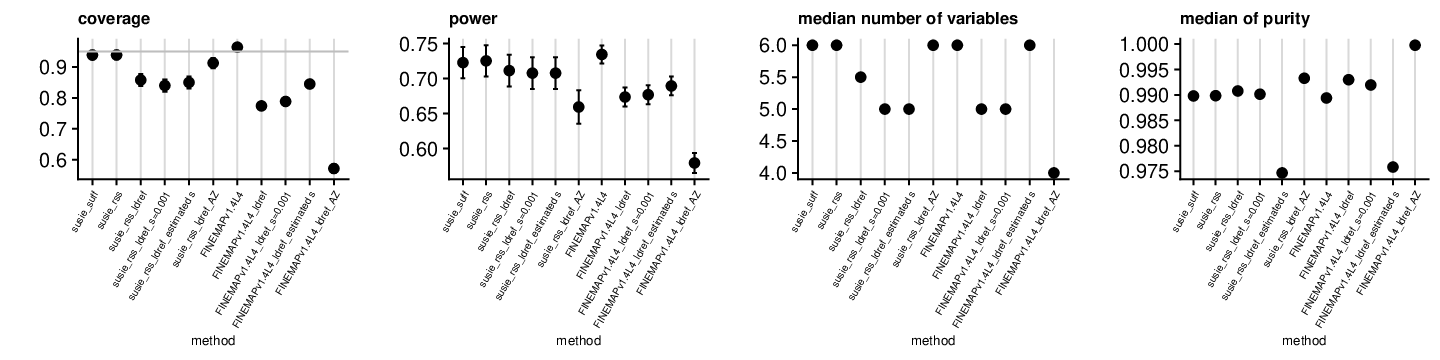 coverage
0.9
0.8
0.7
0.6
susie_suff
susie_rss
susie_rss_ldref
susie_rss_ldref_s=0.001
susie_rss_ldref_estimated s
susie_rss_ldref_AZ
FINEMAPv1.4L4
FINEMAPv1.4L4_ldref
FINEMAPv1.4L4_ldref_s=0.001
FINEMAPv1.4L4_ldref_estimated s
FINEMAPv1.4L4_ldref_AZ
method
power
0.75
0.70
0.65
0.60
susie_suff
susie_rss
susie_rss_ldref
susie_rss_ldref_s=0.001
susie_rss_ldref_estimated s
susie_rss_ldref_AZ
FINEMAPv1.4L4
FINEMAPv1.4L4_ldref
FINEMAPv1.4L4_ldref_s=0.001
FINEMAPv1.4L4_ldref_estimated s
FINEMAPv1.4L4_ldref_AZ
method
median number of variables
6.0
5.5
5.0
4.5
4.0
susie_suff
susie_rss
susie_rss_ldref
susie_rss_ldref_s=0.001
susie_rss_ldref_estimated s
susie_rss_ldref_AZ
FINEMAPv1.4L4
FINEMAPv1.4L4_ldref
FINEMAPv1.4L4_ldref_s=0.001
FINEMAPv1.4L4_ldref_estimated s
FINEMAPv1.4L4_ldref_AZ
method
median of purity
1.000
0.995
0.990
0.985
0.980
0.975
susie_suff
susie_rss
susie_rss_ldref
susie_rss_ldref_s=0.001
susie_rss_ldref_estimated s
susie_rss_ldref_AZ
FINEMAPv1.4L4
FINEMAPv1.4L4_ldref
FINEMAPv1.4L4_ldref_s=0.001
FINEMAPv1.4L4_ldref_estimated s
FINEMAPv1.4L4_ldref_AZ
method